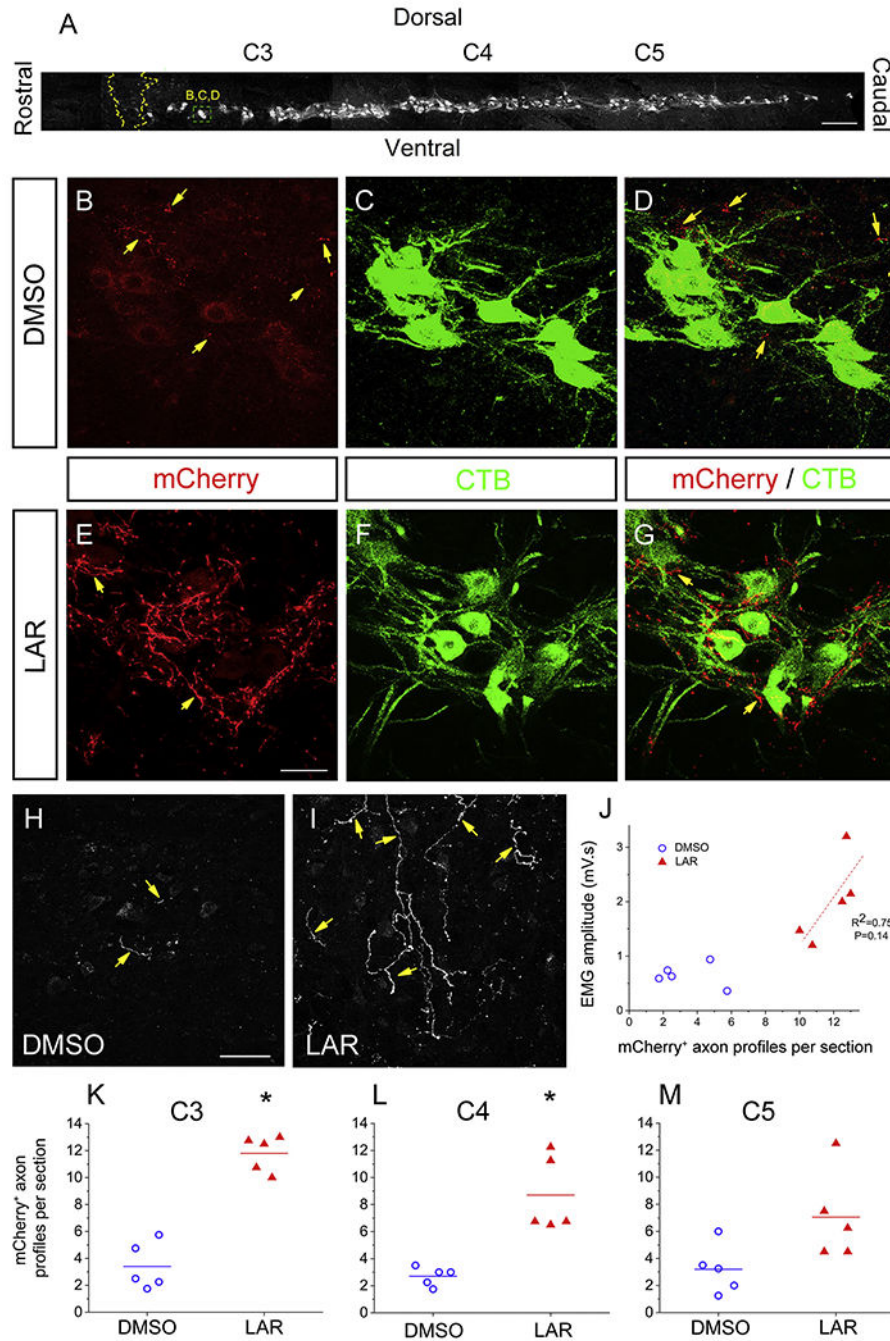 A
Dorsal
C3 C4 C5
Rostral
B,C,D
Caudal
Ventral
DMSO
B C D
mCherry CTB mCherry / CTB
LAR
E F G
H I J
DMSO LAR
DMSO
LAR
EMG amplitude (mV.s)
3
2
1
0
R²=0.75
P=0.14
0 2 4 6 8 10 12
mCherry⁺ axon profiles per section
K C3 * L C4 * M C5
mCherry⁺ axon
profiles per section
14 14 14
12 12 12
10 10 10
8 8 8
6 6 6
4 4 4
2 2 2
0 0 0
DMSO LAR DMSO LAR DMSO LAR